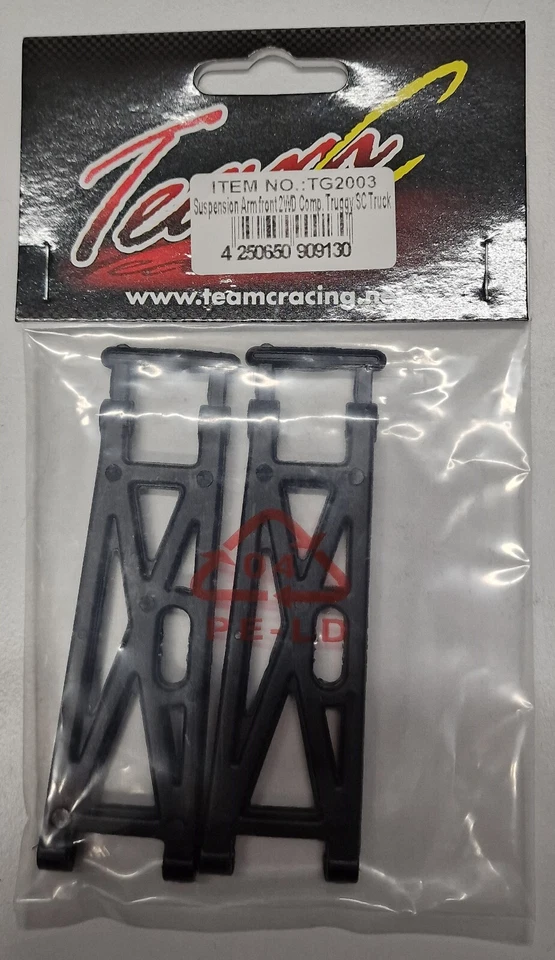 Team C
ITEM NO.:TG2003
Suspension Arm front 2WD Comp. Truggy SC Truck
4 250650 909130
www.teamcracing.ne
04
PE-LD